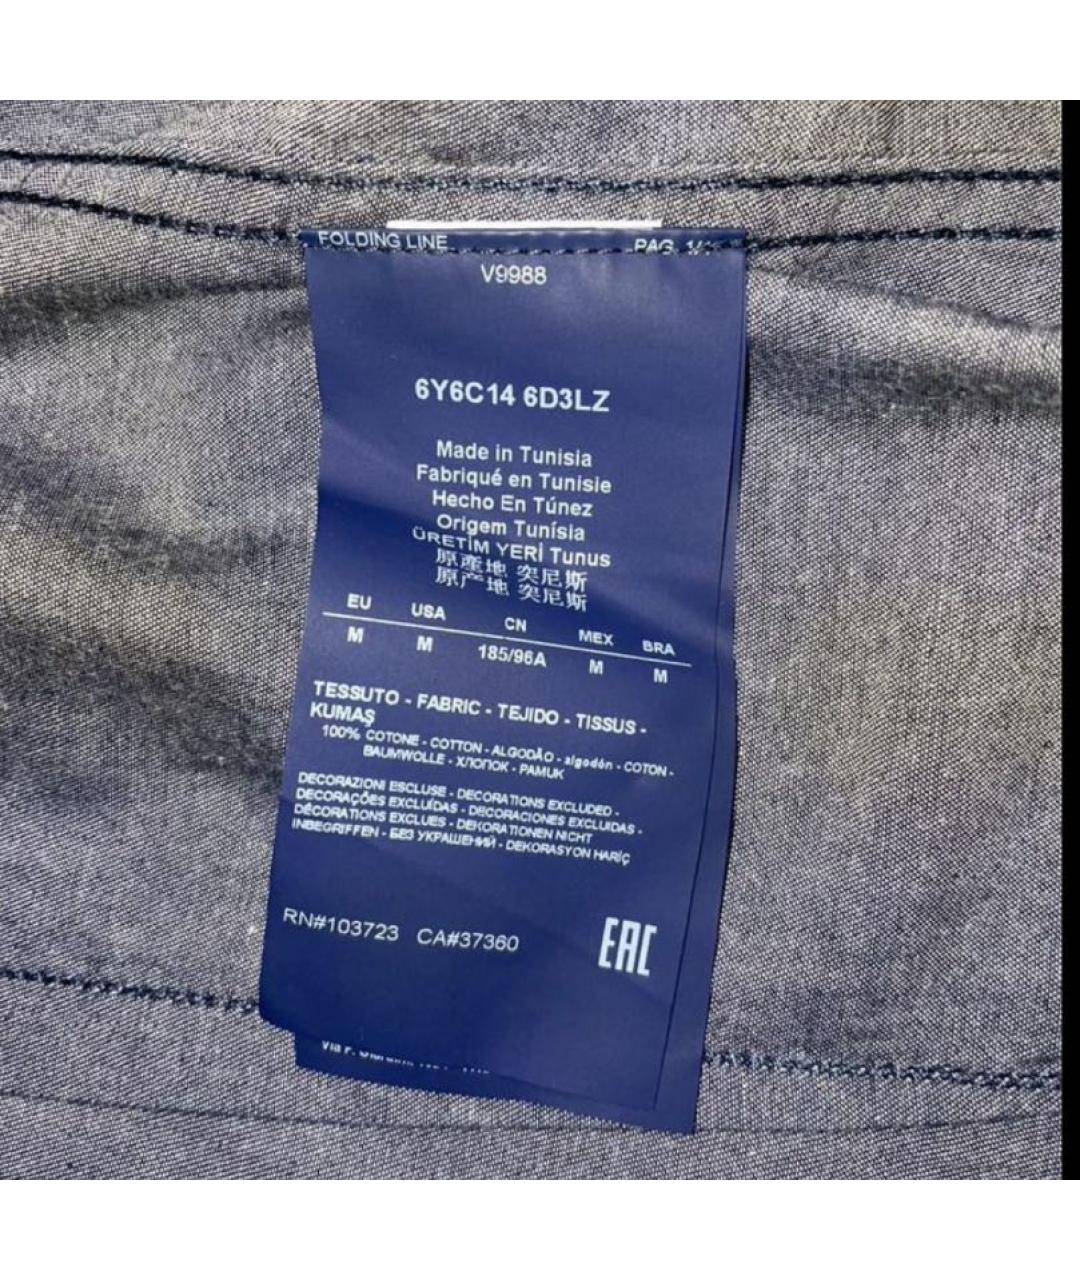 FOLDING LINE PAG. 1/
V9988
6Y6C14 6D3LZ
Made in Tunisia
Fabriqué en Tunisie
Hecho En Túnez
Origem Tunísia
ÜRETİM YERİ Tunus
原產地 突尼斯
原产地 突尼斯
EU USA CN MEX BRA
M M 185/96A M M
TESSUTO - FABRIC - TEJIDO - TISSUS -
KUMAŞ
100% COTONE - COTTON - ALGODÃO - algodón - COTON -
BAUMWOLLE - ХЛОПОК - PAMUK
DECORAZIONI ESCLUSE - DECORATIONS EXCLUDED -
DECORAÇÕES EXCLUÍDAS - DECORACIONES EXCLUIDAS -
DÉCORATIONS EXCLUES - DEKORATIONEN NICHT
INBEGRIFFEN - БЕЗ УКРАШЕНИЙ - DEKORASYON HARİÇ
RN#103723 CA#37360
EAC